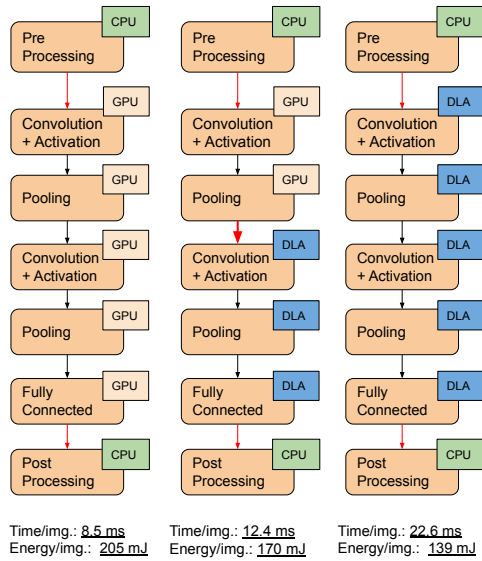 CPU
Pre
Processing
GPU
Convolution
+ Activation
GPU
Pooling
GPU
Convolution
+ Activation
GPU
Pooling
GPU
Fully
Connected
CPU
Post
Processing
Time/img.: 8.5 ms
Energy/img.: 205 mJ
CPU
Pre
Processing
GPU
Convolution
+ Activation
GPU
Pooling
DLA
Convolution
+ Activation
DLA
Pooling
DLA
Fully
Connected
CPU
Post
Processing
Time/img.: 12.4 ms
Energy/img.: 170 mJ
CPU
Pre
Processing
DLA
Convolution
+ Activation
DLA
Pooling
DLA
Convolution
+ Activation
DLA
Pooling
DLA
Fully
Connected
CPU
Post
Processing
Time/img.: 22.6 ms
Energy/img.: 139 mJ